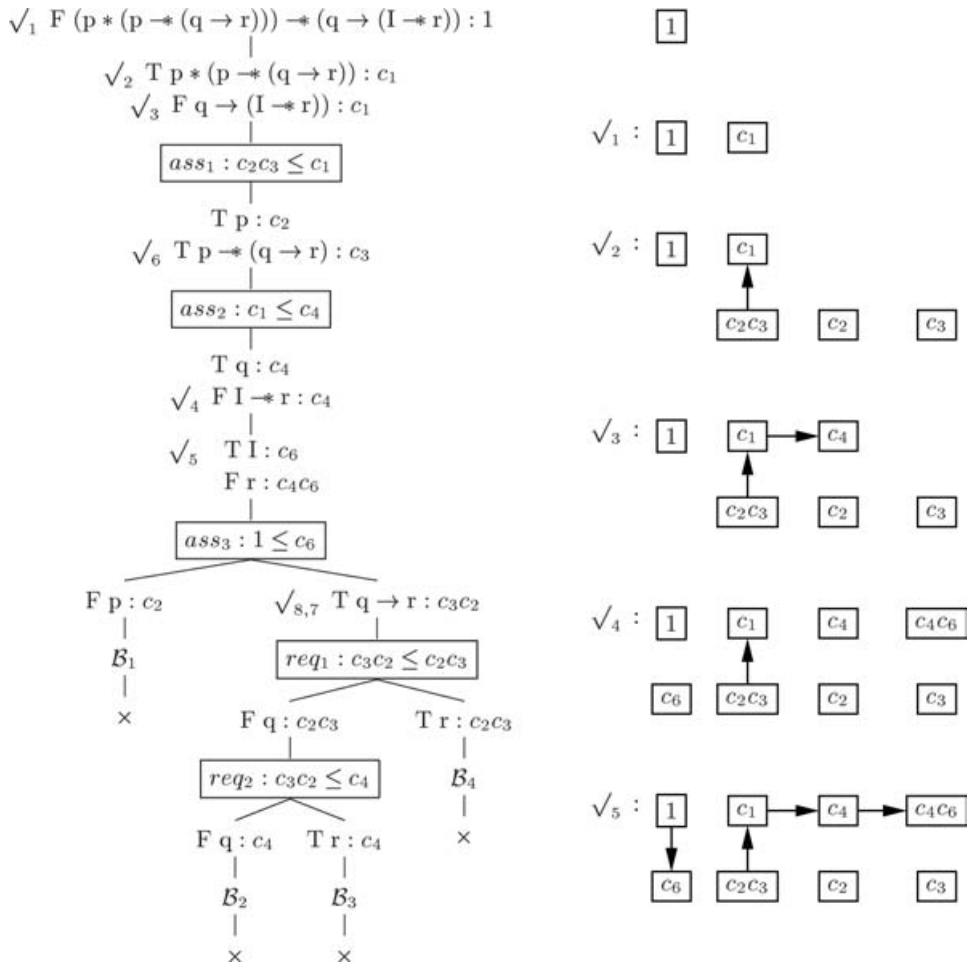 √₁ F (p * (p -* (q → r))) -* (q → (I -* r)) : 1
√₂ T p * (p -* (q → r)) : c₁
√₃ F q → (I -* r)) : c₁
ass₁ : c₂c₃ ≤ c₁
T p : c₂
√₆ T p -* (q → r) : c₃
ass₂ : c₁ ≤ c₄
T q : c₄
√₄ F I -* r : c₄
√₅ T I : c₆
F r : c₄c₆
ass₃ : 1 ≤ c₆
F p : c₂ √₈,₇ T q → r : c₃c₂
B₁ req₁ : c₃c₂ ≤ c₂c₃
×
F q : c₂c₃ T r : c₂c₃
req₂ : c₃c₂ ≤ c₄ B₄
×
F q : c₄ T r : c₄
B₂ B₃
× ×
1
√₁ : 1 c₁
√₂ : 1 c₁
c₂c₃ c₂ c₃
√₃ : 1 c₁ c₄
c₂c₃ c₂ c₃
√₄ : 1 c₁ c₄ c₄c₆
c₆ c₂c₃ c₂ c₃
√₅ : 1 c₁ c₄ c₄c₆
c₆ c₂c₃ c₂ c₃